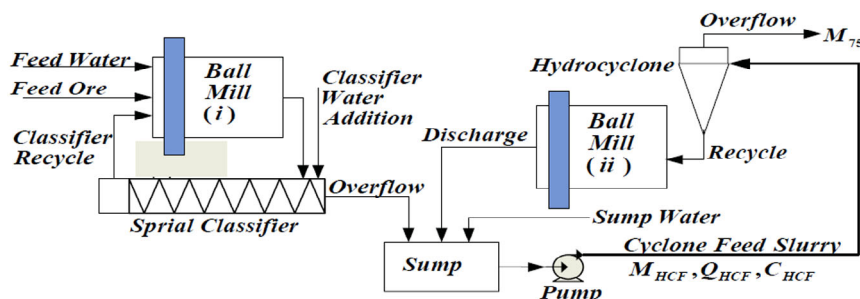 Feed Water
Feed Ore
Classifier
Recycle
Ball
Mill
(i)
Classifier
Water
Addition
Overflow
Sprial Classifier
Overflow
M75
Hydrocyclone
Ball
Mill
(ii)
Discharge
Recycle
Sump Water
Sump
Pump
Cyclone Feed Slurry
MHCF, QHCF, CHCF